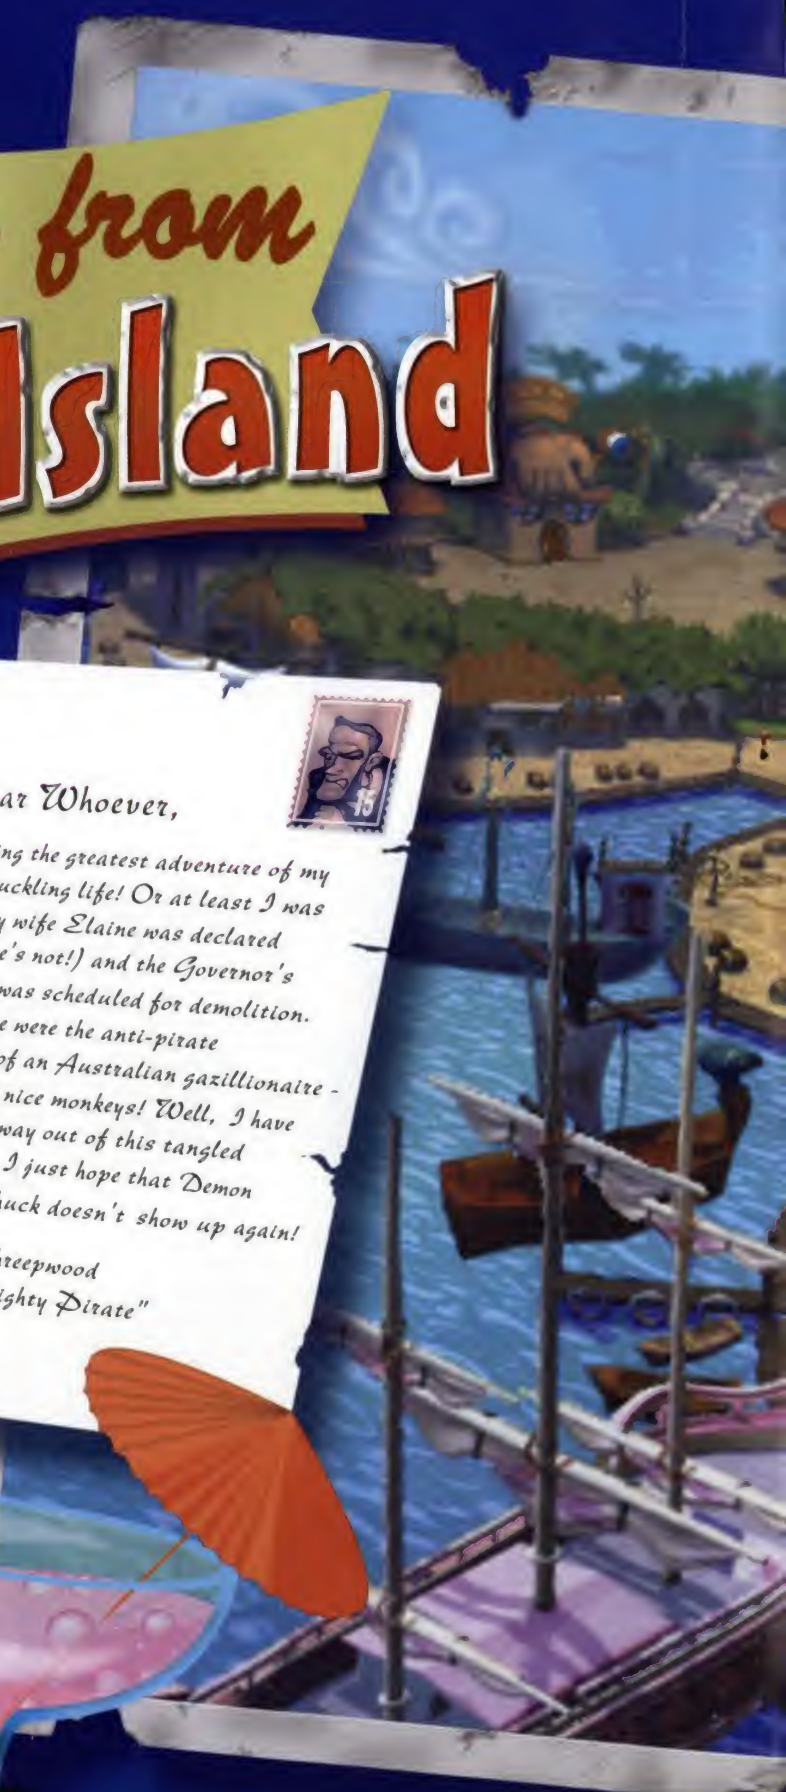 from
Island
15
ar Whoever,
ing the greatest adventure of my
uckling life! Or at least I was
y wife Elaine was declared
e's not!) and the Governor's
was scheduled for demolition.
e were the anti-pirate
of an Australian gazillionaire -
nice monkeys! Well, I have
way out of this tangled
I just hope that Demon
huck doesn't show up again!
hreepwood
ighty Pirate"